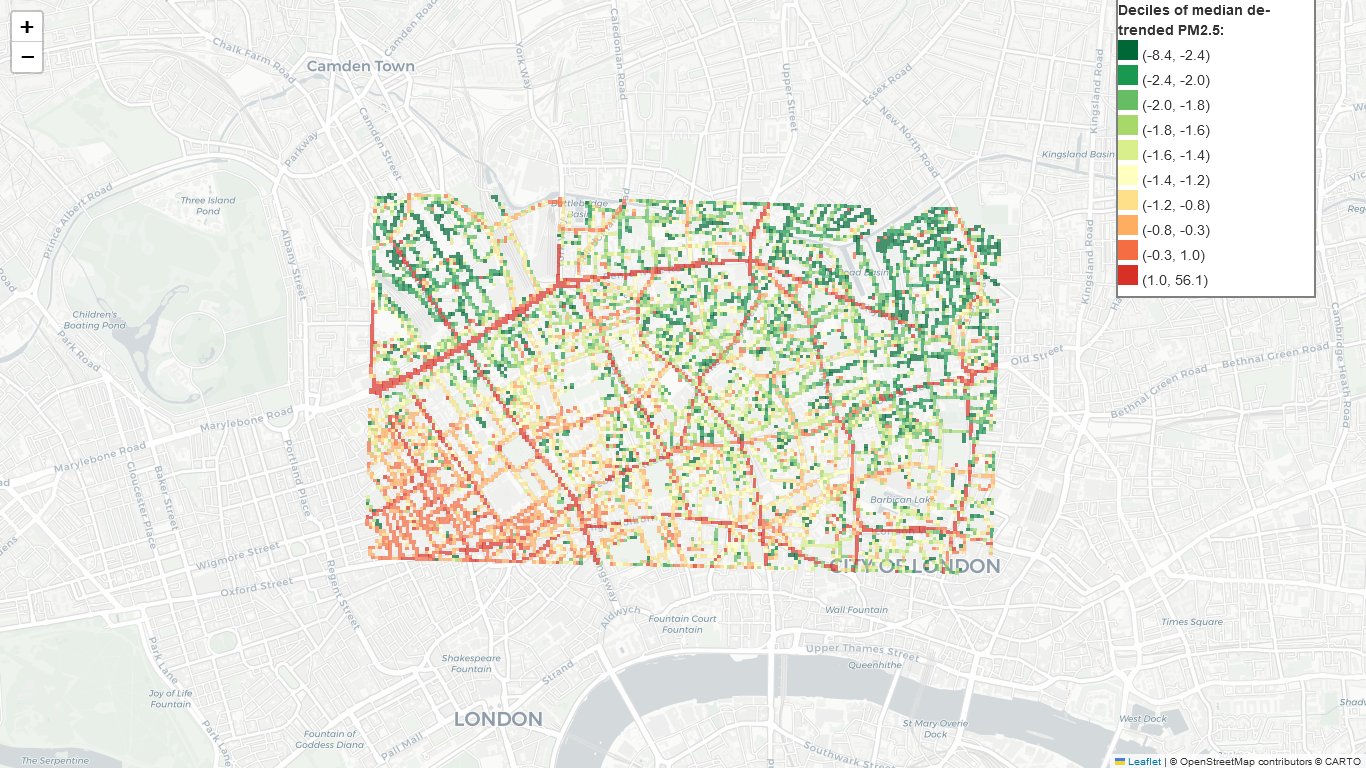 +
−
Deciles of median de-
trended PM2.5:
(-8.4, -2.4)
(-2.4, -2.0)
(-2.0, -1.8)
(-1.8, -1.6)
(-1.6, -1.4)
(-1.4, -1.2)
(-1.2, -0.8)
(-0.8, -0.3)
(-0.3, 1.0)
(1.0, 56.1)
Camden Road
Caledonian Road
Chalk Farm Road
York Way
Camden Town
Upper Street
Essex Road
Kingsland Road
Camden Street
New North Road
Parkway
Kingsland Basin
Prince Albert Road
Three Island
Pond
Albany Street
Kingsland Road
Children's
Boating Pond
Park Road
Old Street
Bethnal Green Road
Cambridge Heath Road
Bethnal Green Road
Marylebone Road
Marylebone Road
Portland Place
Baker Street
Gloucester Place
Barbican Lake
Wigmore Street
Oxford Street
Regent Street
CITY OF LONDON
Kingsway
Aldwych
Fountain Court
Fountain
Wall Fountain
Times Square
Park Lane
Shakespeare
Fountain
Strand
Upper Thames Street
Queenhithe
Joy of Life
Fountain
LONDON
St Mary Overie
Dock
West Dock
Fountain of
Goddess Diana
Pall Mall
Park Lane
Southwark Street
The Serpentine
Leaflet | © OpenStreetMap contributors © CARTO